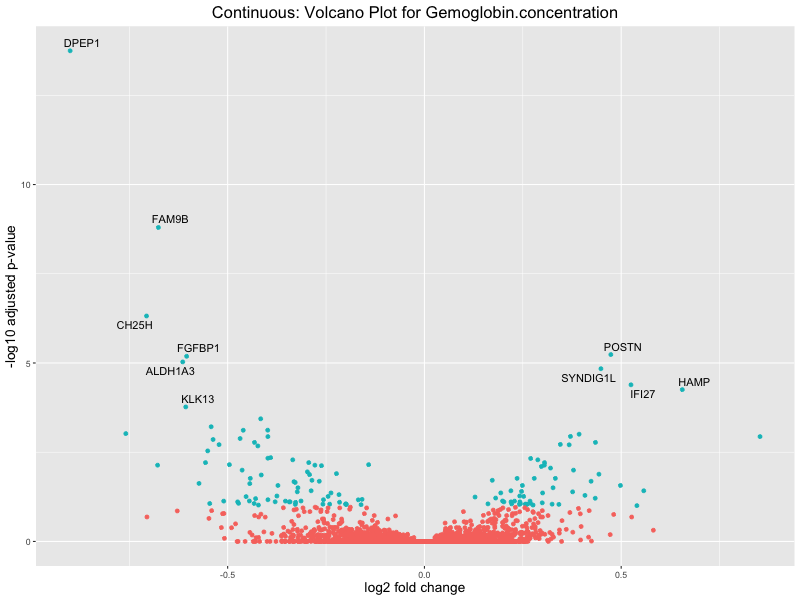 Continuous: Volcano Plot for Gemoglobin.concentration
DPEP1
10
FAM9B
-log10 adjusted p-value
CH25H
FGFBP1
POSTN
5
ALDH1A3
SYNDIG1L
HAMP
KLK13
IFI27
0
-0.5
0.0
0.5
log2 fold change